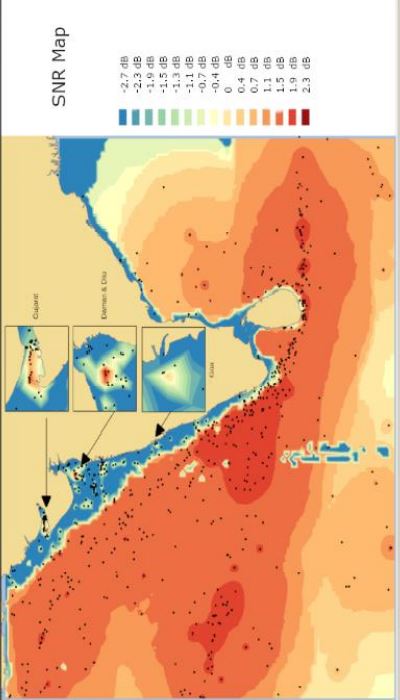 Gujarat
SNR Map
Daman & Diu
Goa
-2.7 dB
-2.3 dB
-1.9 dB
-1.5 dB
-1.3 dB
-1.1 dB
-0.7 dB
-0.4 dB
0 dB
0.4 dB
0.7 dB
1.1 dB
1.5 dB
1.9 dB
2.3 dB